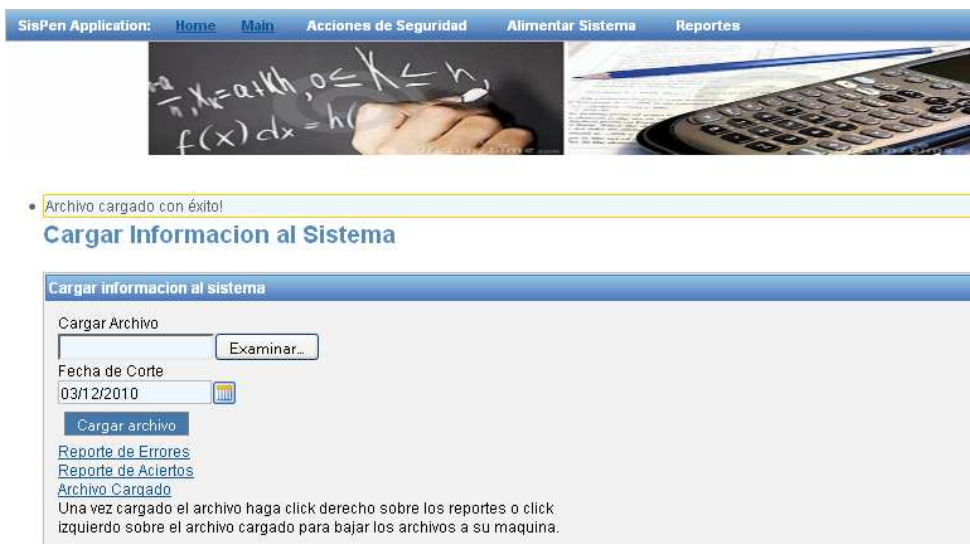 SisPen Application: Home Main Acciones de Seguridad Alimentar Sistema Reportes
f(x) dx = h(
Archivo cargado con éxito!
Cargar Informacion al Sistema
Cargar informacion al sistema
Cargar Archivo
Examinar...
Fecha de Corte
03/12/2010
Cargar archivo
Reporte de Errores
Reporte de Aciertos
Archivo Cargado
Una vez cargado el archivo haga click derecho sobre los reportes o click
izquierdo sobre el archivo cargado para bajar los archivos a su maquina.